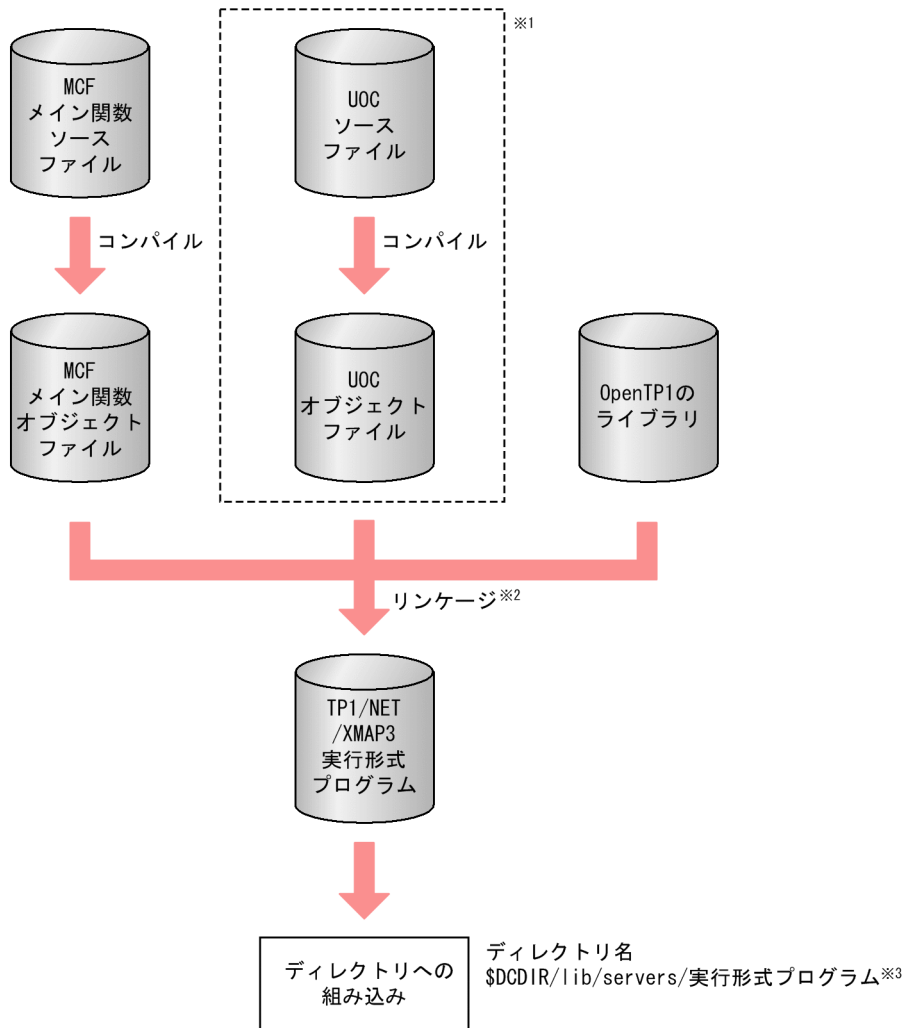 ※1
MCF
メイン関数
ソース
ファイル
UOC
ソース
ファイル
コンパイル
コンパイル
MCF
メイン関数
オブジェクト
ファイル
UOC
オブジェクト
ファイル
OpenTP1の
ライブラリ
リンケージ※2
TP1/NET
/XMAP3
実行形式
プログラム
ディレクトリへの
組み込み
ディレクトリ名
$DCDIR/lib/servers/実行形式プログラム※3